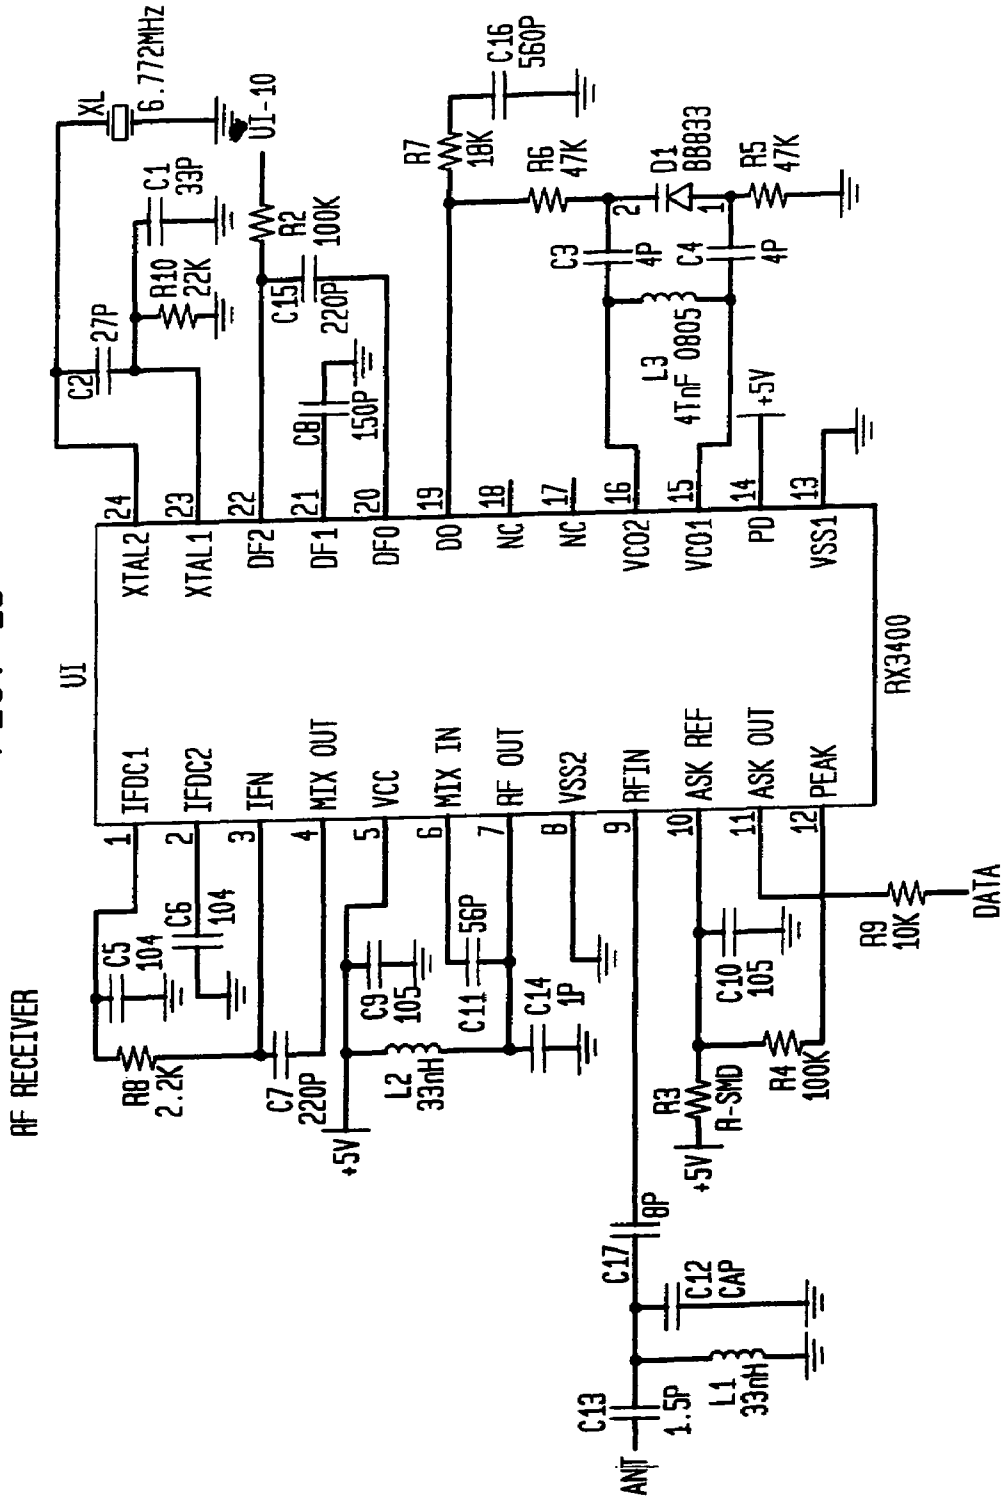 RF RECEIVER
UI
RX3400
1
IFDC1
2
IFDC2
3
IFN
4
MIX OUT
5
VCC
6
MIX IN
7
RF OUT
8
VSS2
9
RFIN
10
ASK REF
11
ASK OUT
12
PEAK
24
XTAL2
23
XTAL1
22
DF2
21
DF1
20
DF0
19
DO
18
NC
17
NC
16
VCO2
15
VCO1
14
PD
13
VSS1
C5
104
C6
104
R8
2.2K
C7
220P
+5V
C9
105
L2
33nH
C11
56P
C14
1P
C10
105
R3
R-SMD
+5V
R4
100K
R9
10K
DATA
ANT
C13
1.5P
L1
33nH
C12
CAP
C17
8P
XL
6.772MHz
C2
27P
R10
22K
C1
33P
UI-10
R2
100K
C15
220P
C8
150P
R7
18K
C16
560P
R6
47K
C3
4P
2
D1
BB833
1
C4
4P
R5
47K
L3
4TnF 0805
+5V